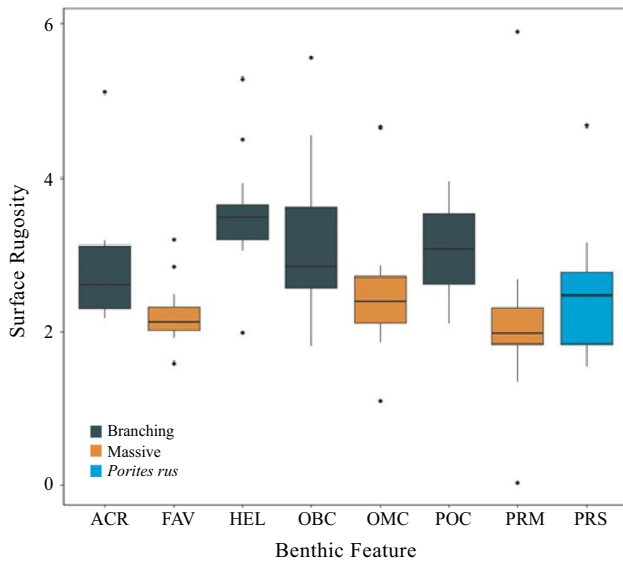 6
4
2
0
Surface Rugosity
Branching
Massive
Porites rus
ACR FAV HEL OBC OMC POC PRM PRS
Benthic Feature